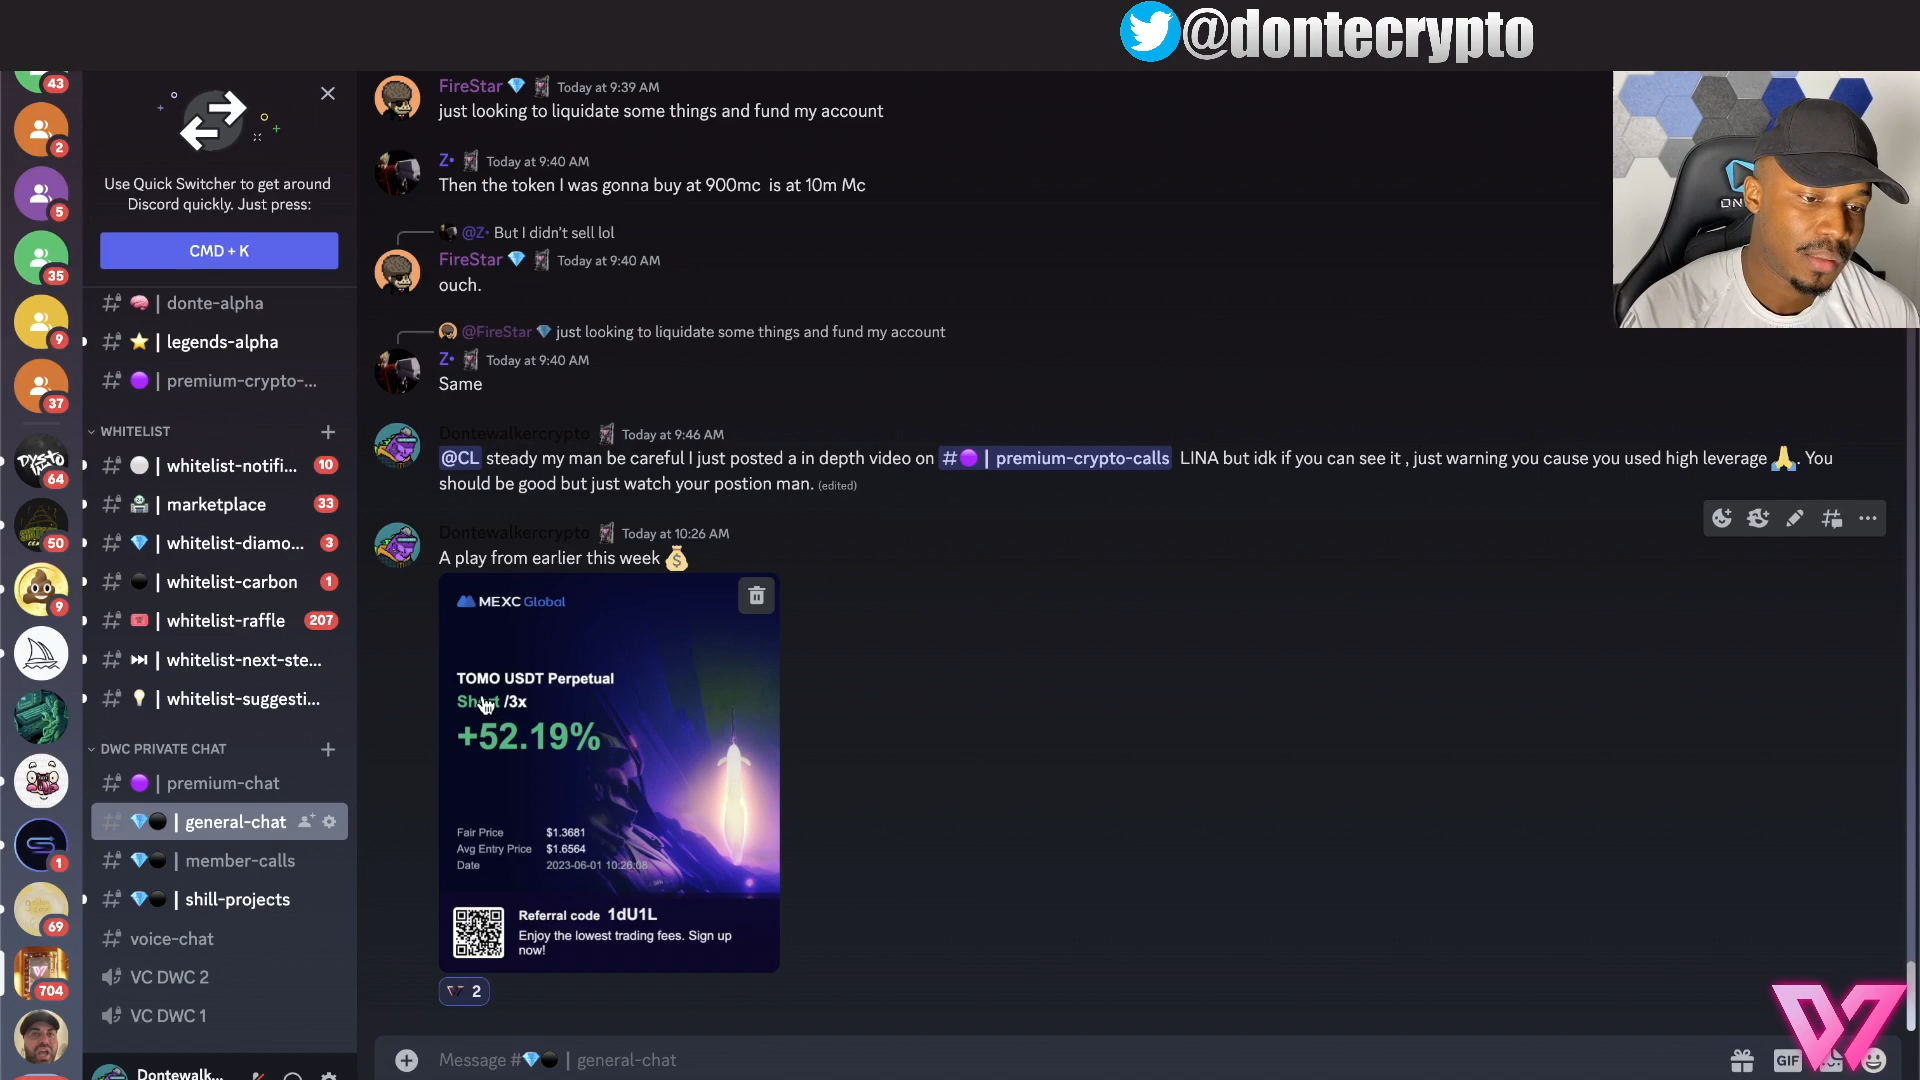 @dontecrypto
43
2
5
35
9
37
64
50
9
1
69
704
Use Quick Switcher to get around
Discord quickly. Just press:
CMD + K
# | donte-alpha
# | legends-alpha
# | premium-crypto-...
WHITELIST
# | whitelist-notifi... 10
# | marketplace 33
# | whitelist-diamo... 3
# | whitelist-carbon 1
# | whitelist-raffle 207
# | whitelist-next-ste...
# | whitelist-suggesti...
DWC PRIVATE CHAT
# | premium-chat
# | general-chat
# | member-calls
# | shill-projects
# voice-chat
VC DWC 2
VC DWC 1
Dontewalk...
FireStar Today at 9:39 AM
just looking to liquidate some things and fund my account
Z• Today at 9:40 AM
Then the token I was gonna buy at 900mc is at 10m Mc
@Z• But I didn't sell lol
FireStar Today at 9:40 AM
ouch.
@FireStar just looking to liquidate some things and fund my account
Z• Today at 9:40 AM
Same
Dontewalkercrypto Today at 9:46 AM
@CL steady my man be careful I just posted a in depth video on # | premium-crypto-calls LINA but idk if you can see it , just warning you cause you used high leverage 🙏. You
should be good but just watch your postion man. (edited)
Dontewalkercrypto Today at 10:26 AM
A play from earlier this week 💰
MEXC Global
TOMO USDT Perpetual
Short /3x
+52.19%
Fair Price $1.3681
Avg Entry Price $1.6564
Date 2023-06-01 10:26:08
Referral code 1dU1L
Enjoy the lowest trading fees. Sign up
now!
2
Message # | general-chat
GIF